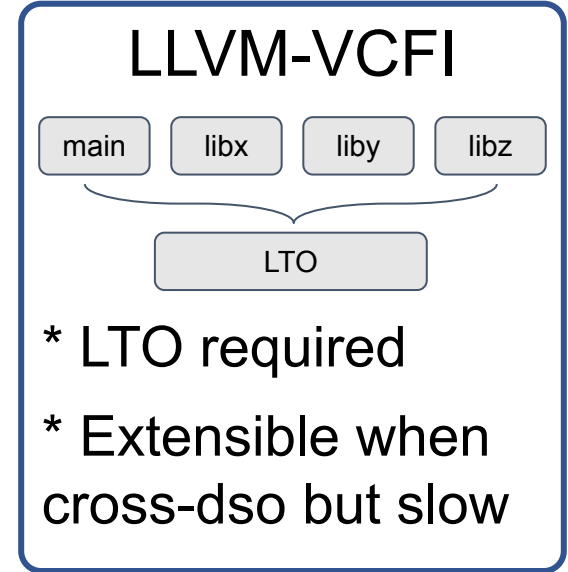 LLVM-VCFI
main libx liby libz
LTO
* LTO required
* Extensible when
cross-dso but slow